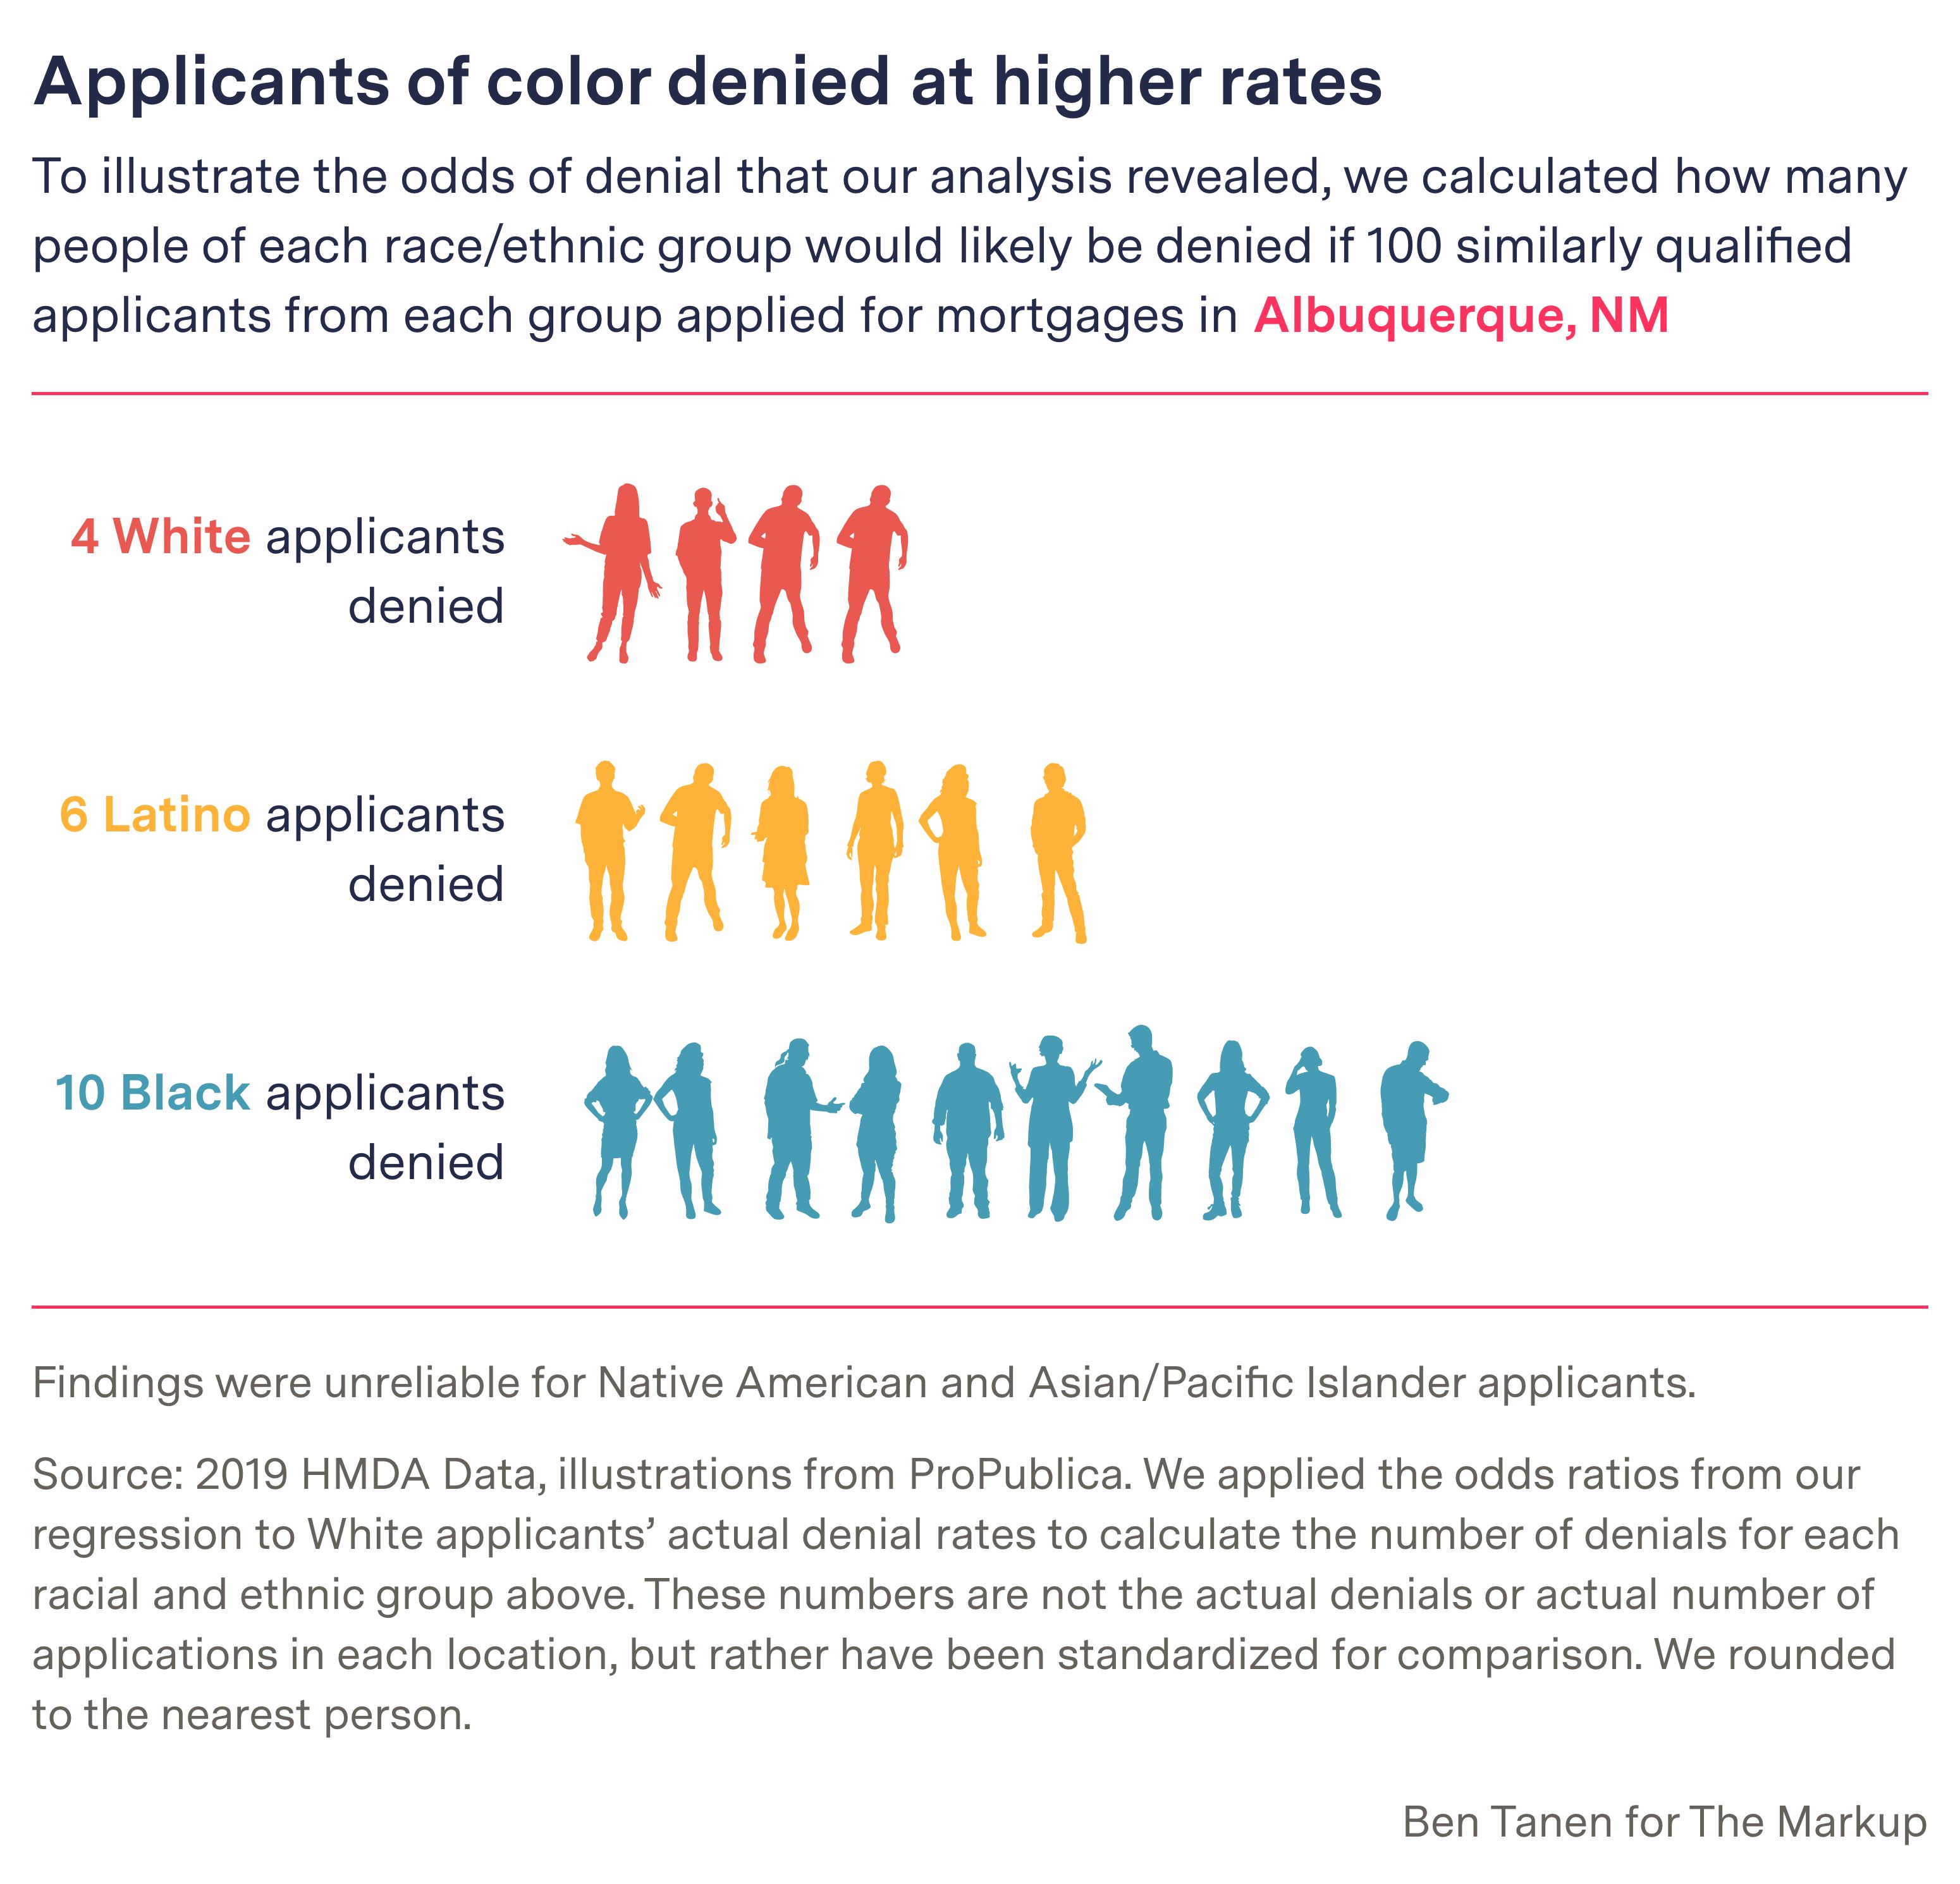 Applicants of color denied at higher rates
To illustrate the odds of denial that our analysis revealed, we calculated how many
people of each race/ethnic group would likely be denied if 100 similarly qualified
applicants from each group applied for mortgages in Albuquerque, NM
4 White applicants
denied
6 Latino applicants
denied
10 Black applicants
denied
Findings were unreliable for Native American and Asian/Pacific Islander applicants.
Source: 2019 HMDA Data, illustrations from ProPublica. We applied the odds ratios from our
regression to White applicants’ actual denial rates to calculate the number of denials for each
racial and ethnic group above. These numbers are not the actual denials or actual number of
applications in each location, but rather have been standardized for comparison. We rounded
to the nearest person.
Ben Tanen for The Markup